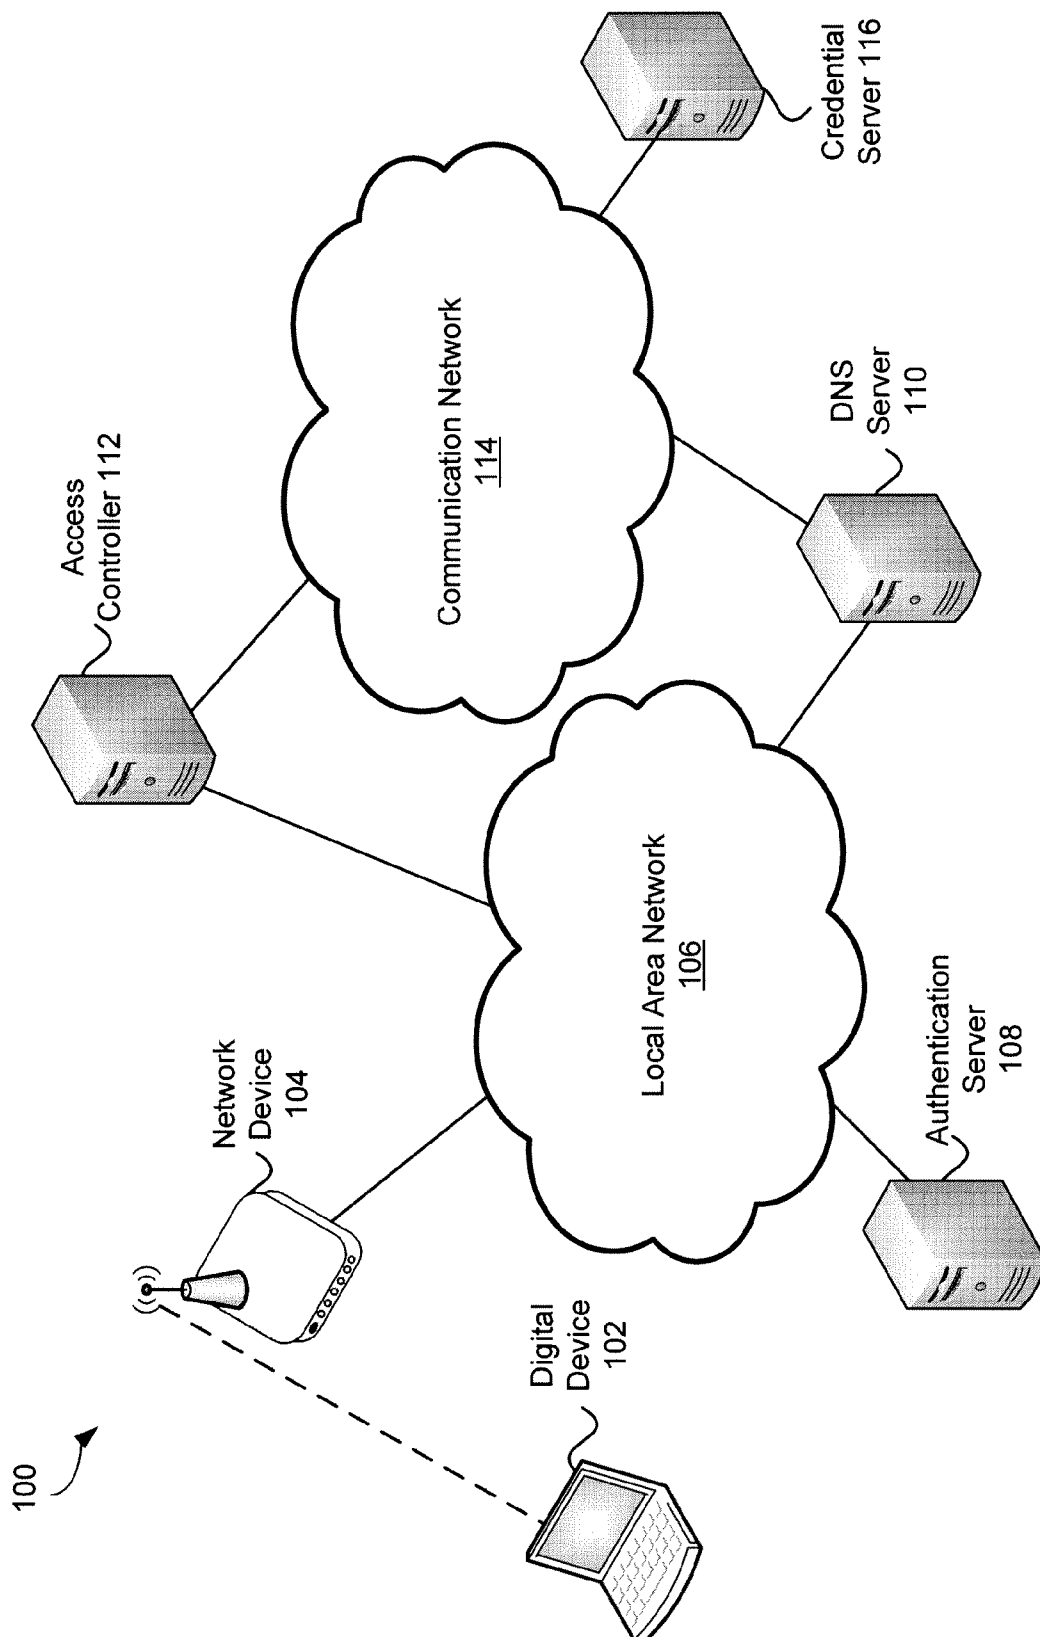 100
Digital
Device
102
Network
Device
104
Access
Controller 112
Local Area Network
106
Communication Network
114
Authentication
Server
108
DNS
Server
110
Credential
Server 116